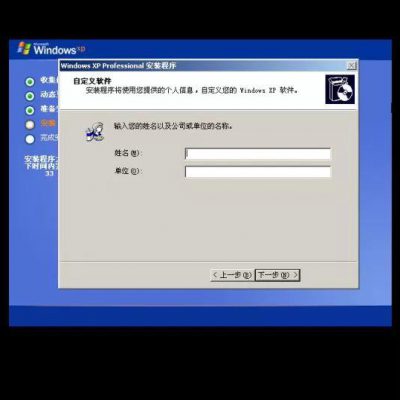 Microsoft
Windows xp
Windows XP Professional 安装程序
自定义软件
安装程序将使用您提供的个人信息，自定义您的 Windows XP 软件。
收集
动态
准备
安装
完成安
安装程序
下时间内
33
输入您的姓名以及公司或单位的名称。
姓名(M):
单位(O):
<上一步(B)
下一步(N)>